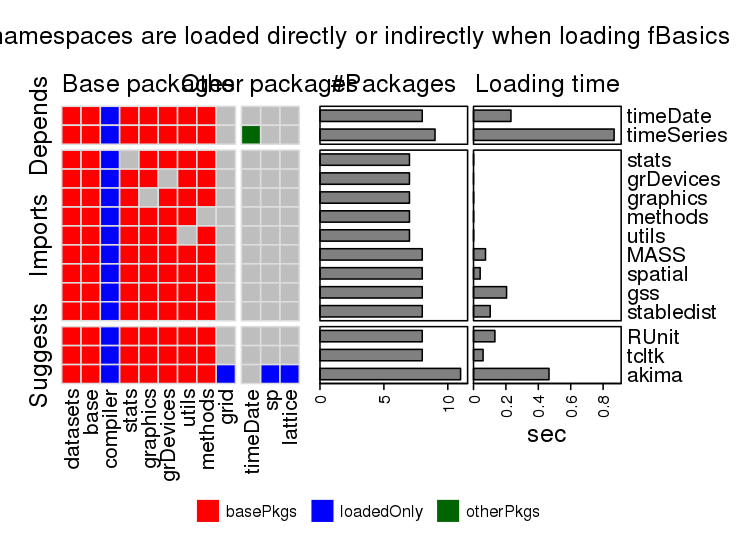 namespaces are loaded directly or indirectly when loading fBasics
Base packages
Other packages
#Packages
Loading time
Depends
Imports
Suggests
timeDate
timeSeries
stats
grDevices
graphics
methods
utils
MASS
spatial
gss
stabledist
RUnit
tcltk
akima
datasets
base
compiler
stats
graphics
grDevices
utils
methods
grid
timeDate
sp
lattice
0
5
10
0
0.2
0.4
0.6
0.8
sec
basePkgs
loadedOnly
otherPkgs